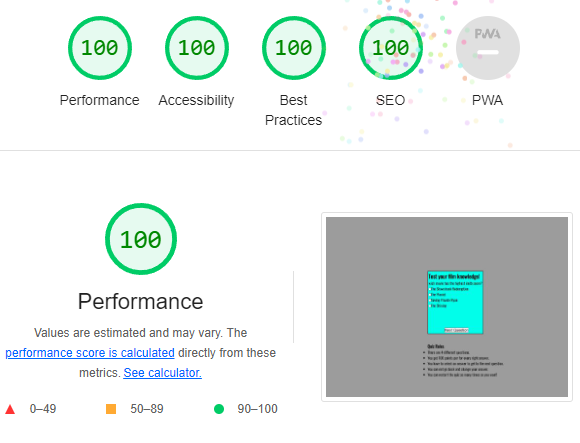 100
100
100
100
PWA
Performance
Accessibility
Best
Practices
SEO
PWA
100
Performance
Values are estimated and may vary. The
performance score is calculated directly from these
metrics. See calculator.
0–49
50–89
90–100
Test your film knowledge!
Quiz Rules